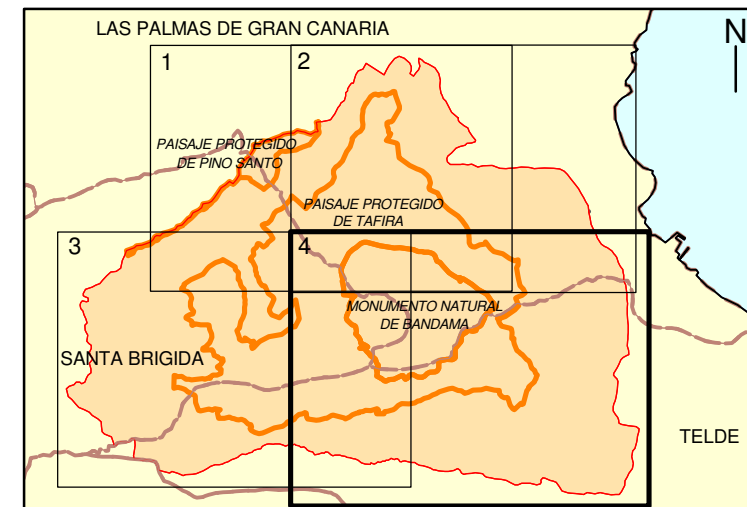 LAS PALMAS DE GRAN CANARIA
N
1
2
PAISAJE PROTEGIDO
DE PINO SANTO
PAISAJE PROTEGIDO
DE TAFIRA
3
4
MONUMENTO NATURAL
DE BANDAMA
SANTA BRIGIDA
TELDE